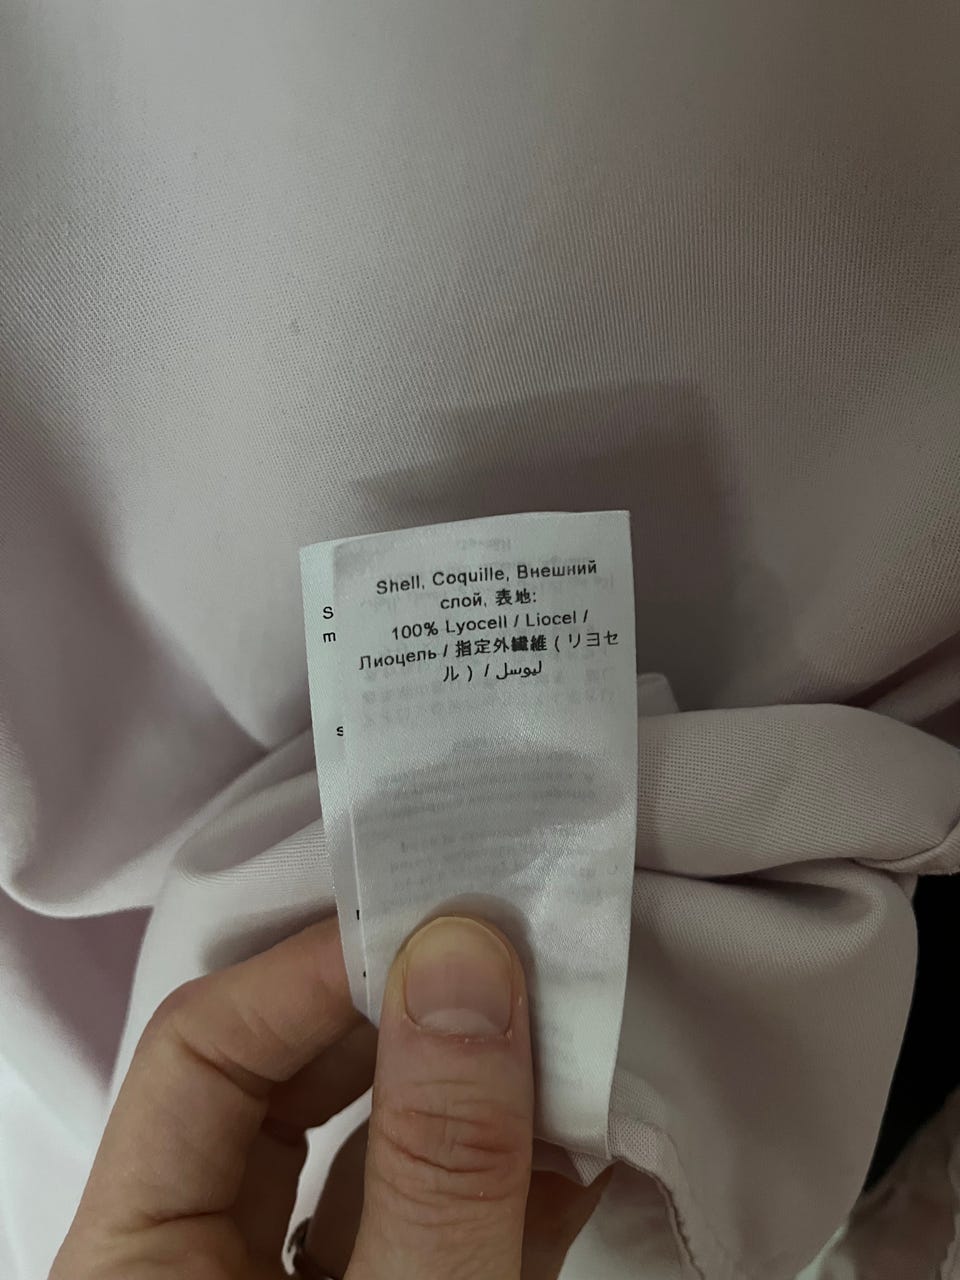 Shell, Coquille, Внешний
слой, 表地:
100% Lyocell / Liocel /
Лиоцель / 指定外繊維 ( リヨセ
ル ) / ليوسل
S
m
s